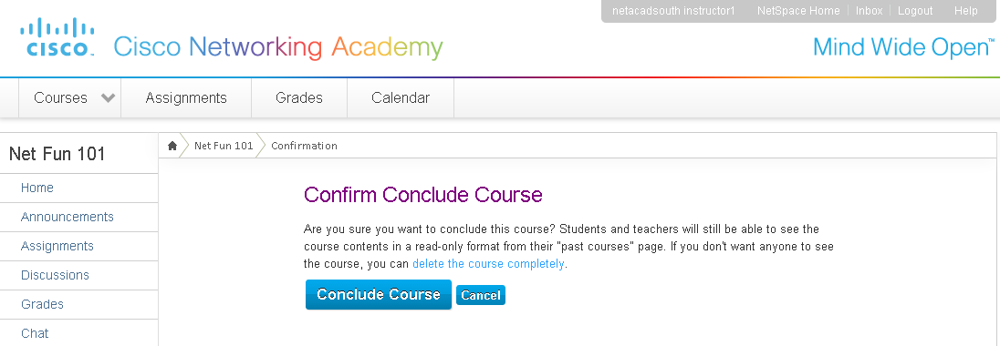 netacadsouth instructor1 NetSpace Home Inbox Logout Help
CISCO Cisco Networking Academy Mind Wide Open™
Courses Assignments Grades Calendar
Net Fun 101
Home
Announcements
Assignments
Discussions
Grades
Chat
Net Fun 101 Confirmation
Confirm Conclude Course
Are you sure you want to conclude this course? Students and teachers will still be able to see the
course contents in a read-only format from their "past courses" page. If you don't want anyone to see
the course, you can delete the course completely.
Conclude Course Cancel